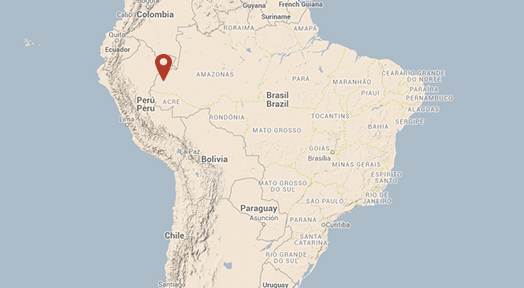 Caracas
Colombia
Guyana
French Guiana
Suriname
Cali
Quito
Ecuador
RORAIMA
AMAPÁ
AMAZONAS
PARÁ
MARANHÃO
CEARÁ
RIO GRANDE
DO NORTE
PIAUÍ
PARAÍBA
PERNAMBUCO
ALAGOAS
SERGIPE
Brasil
Brazil
Perú
Peru
ACRE
RONDÔNIA
TOCANTINS
BAHIA
Lima
MATO GROSSO
GOIÁS
Brasília
La Paz
Bolivia
MINAS GERAIS
ESPÍRITO
SANTO
MATO GROSSO
DO SUL
SÃO PAULO
RIO DE
JANEIRO
Paraguay
Asunción
PARANÁ
Curitiba
Chile
SANTA
CATARINA
RIO GRANDE
DO SUL
Santiago
Uruguay